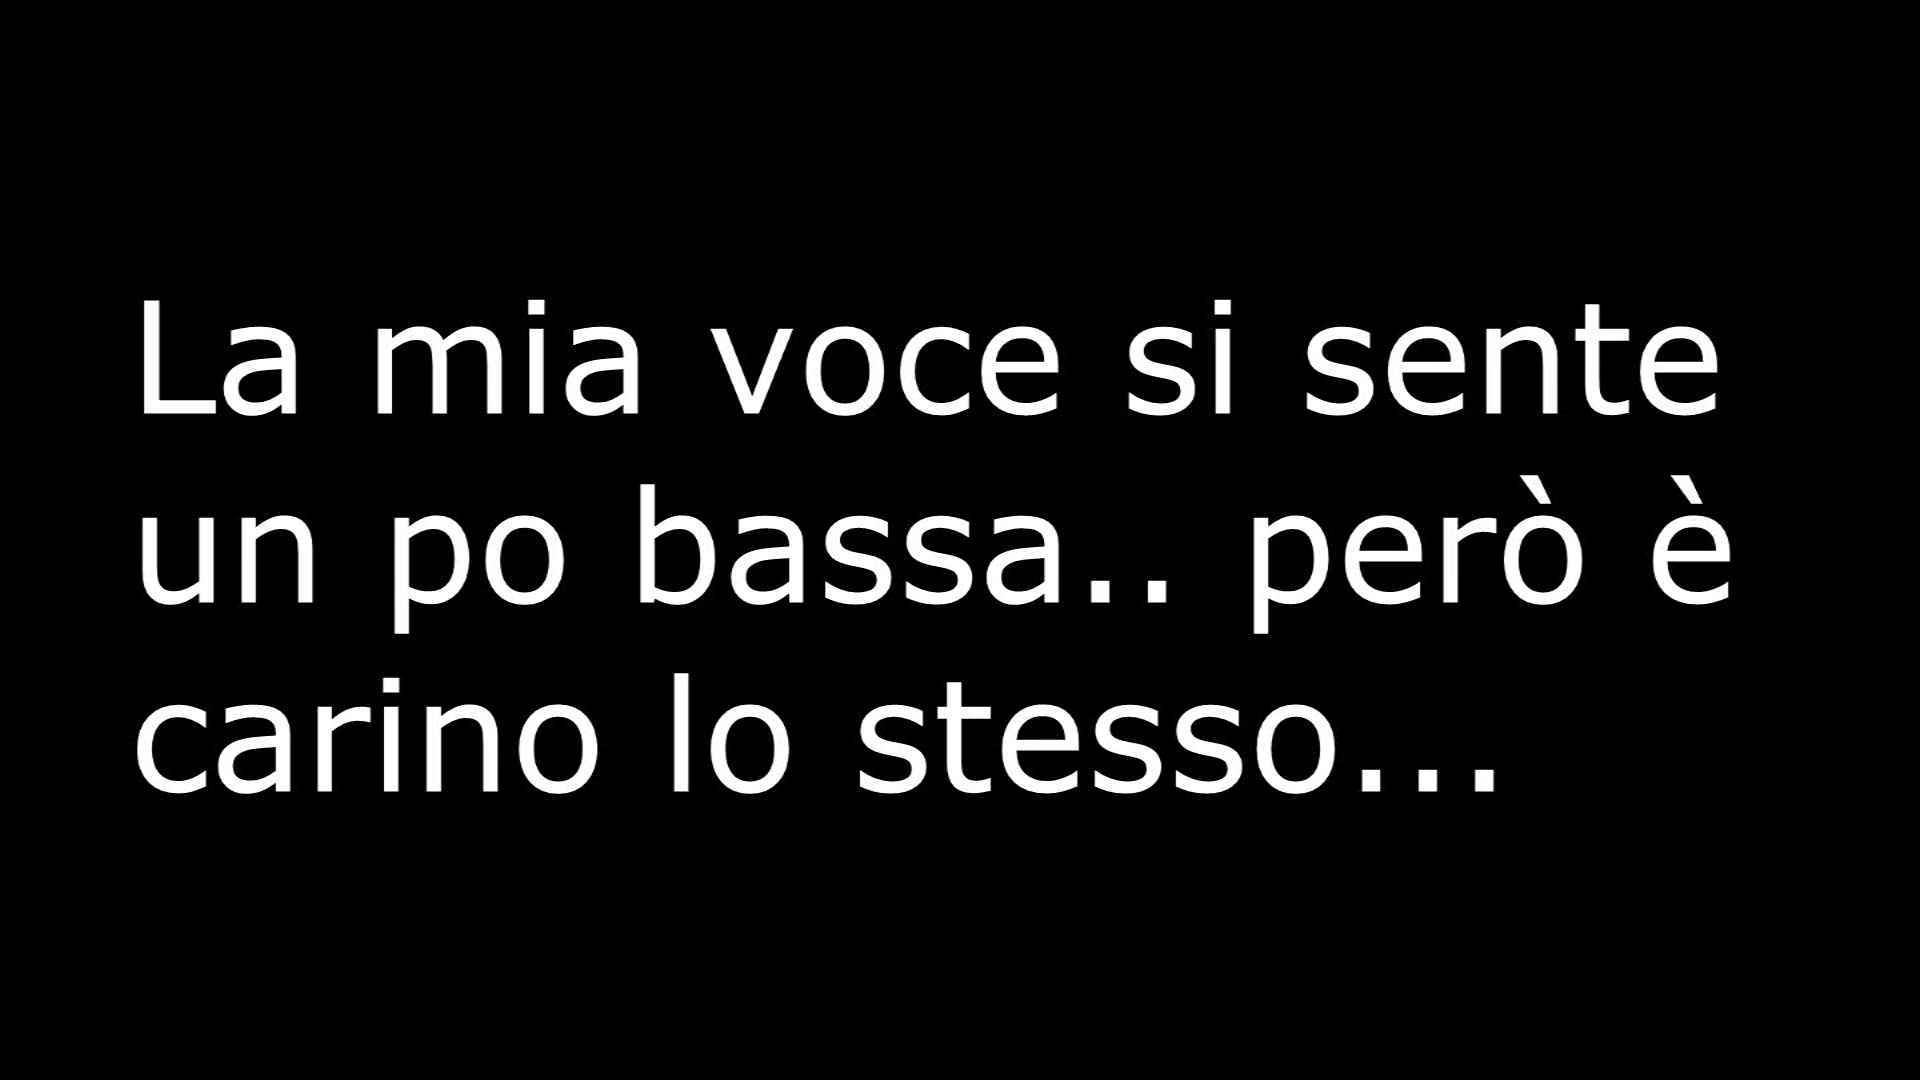 La mia voce si sente
un po bassa.. però è
carino lo stesso...